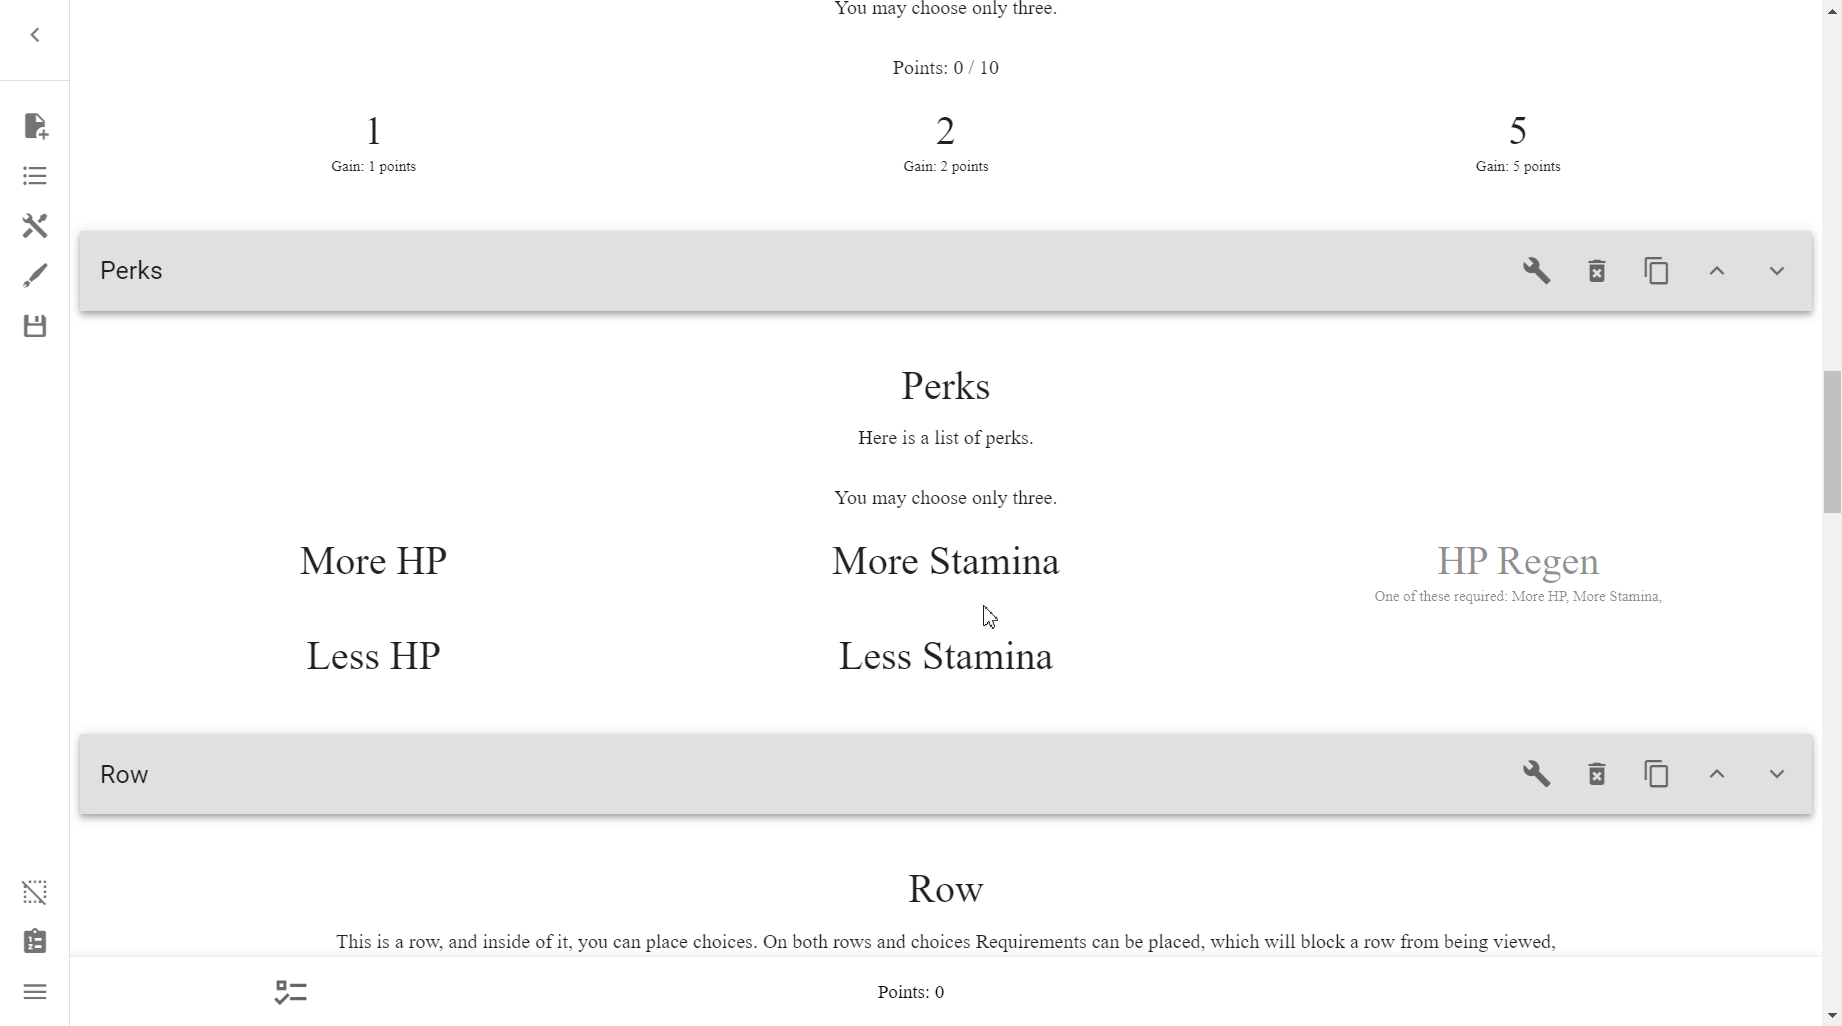 You may choose only three.
Points: 0 / 10
1
Gain: 1 points
2
Gain: 2 points
5
Gain: 5 points
Perks
Perks
Here is a list of perks.
You may choose only three.
More HP
More Stamina
HP Regen
One of these required: More HP, More Stamina,
Less HP
Less Stamina
Row
Row
This is a row, and inside of it, you can place choices. On both rows and choices Requirements can be placed, which will block a row from being viewed,
Points: 0